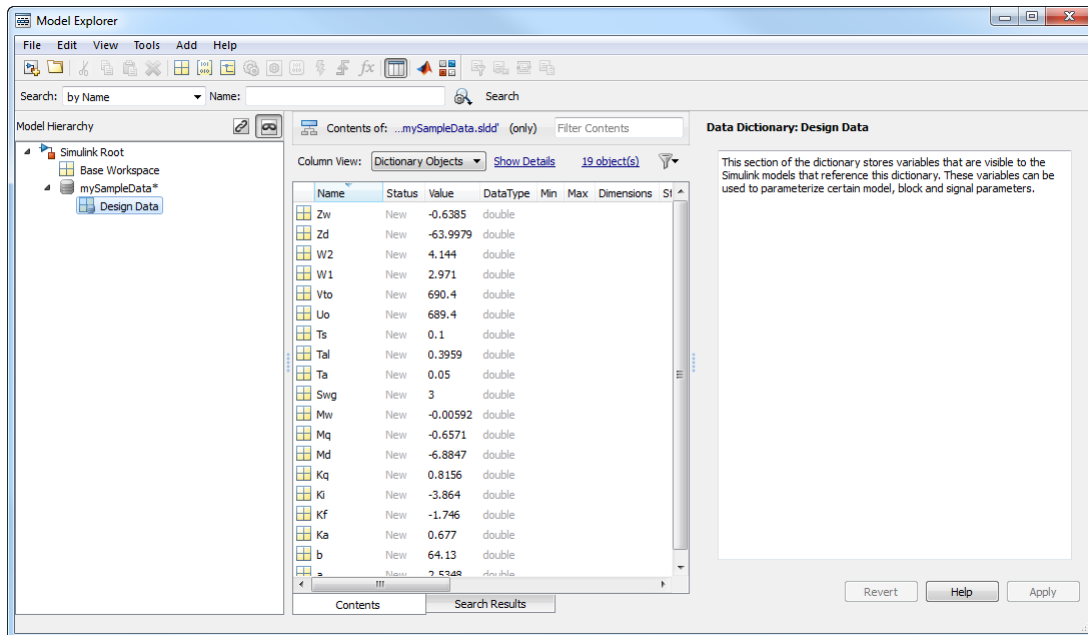 Model Explorer
File Edit View Tools Add Help
Search: by Name Name: Search
Model Hierarchy
Simulink Root
Base Workspace
mySampleData*
Design Data
Contents of: ...mySampleData.sldd' (only) Filter Contents
Column View: Dictionary Objects Show Details 19 object(s)
Name Status Value DataType Min Max Dimensions
Zw New -0.6385 double
Zd New -63.9979 double
W2 New 4.144 double
W1 New 2.971 double
Vto New 690.4 double
Uo New 689.4 double
Ts New 0.1 double
Tal New 0.3959 double
Ta New 0.05 double
Swg New 3 double
Mw New -0.00592 double
Mq New -0.6571 double
Md New -6.8847 double
Kq New 0.8156 double
Ki New -3.864 double
Kf New -1.746 double
Ka New 0.677 double
b New 64.13 double
a New 2.5348 double
Contents Search Results
Data Dictionary: Design Data
This section of the dictionary stores variables that are visible to the
Simulink models that reference this dictionary. These variables can be
used to parameterize certain model, block and signal parameters.
Revert Help Apply